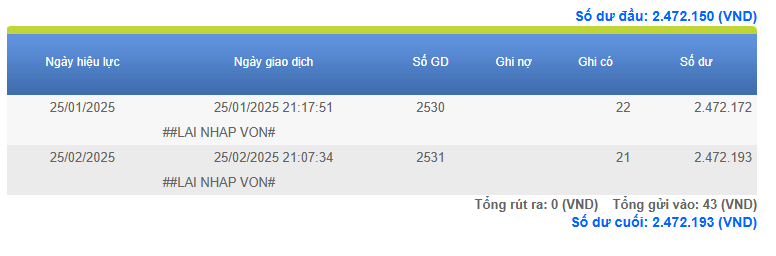 Số dư đầu: 2.472.150 (VND)
Ngày hiệu lực Ngày giao dịch Số GD Ghi nợ Ghi có Số dư
25/01/2025 25/01/2025 21:17:51 2530 22 2.472.172
##LAI NHAP VON#
25/02/2025 25/02/2025 21:07:34 2531 21 2.472.193
##LAI NHAP VON#
Tổng rút ra: 0 (VND) Tổng gửi vào: 43 (VND)
Số dư cuối: 2.472.193 (VND)